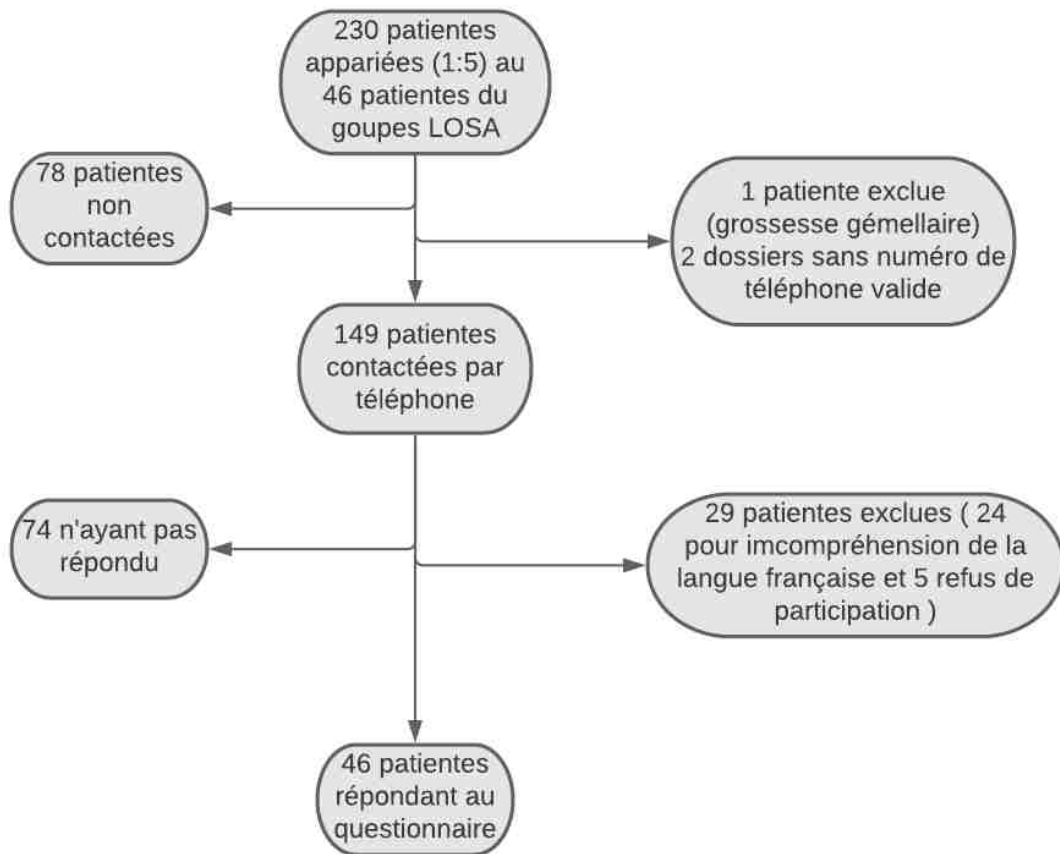 230 patientes
appariées (1:5) au
46 patientes du
goupes LOSA
78 patientes
non
contactées
1 patiente exclue
(grossesse gémellaire)
2 dossiers sans numéro de
téléphone valide
149 patientes
contactées par
téléphone
74 n'ayant pas
répondu
29 patientes exclues ( 24
pour imcompréhension de la
langue française et 5 refus de
participation )
46 patientes
répondant au
questionnaire